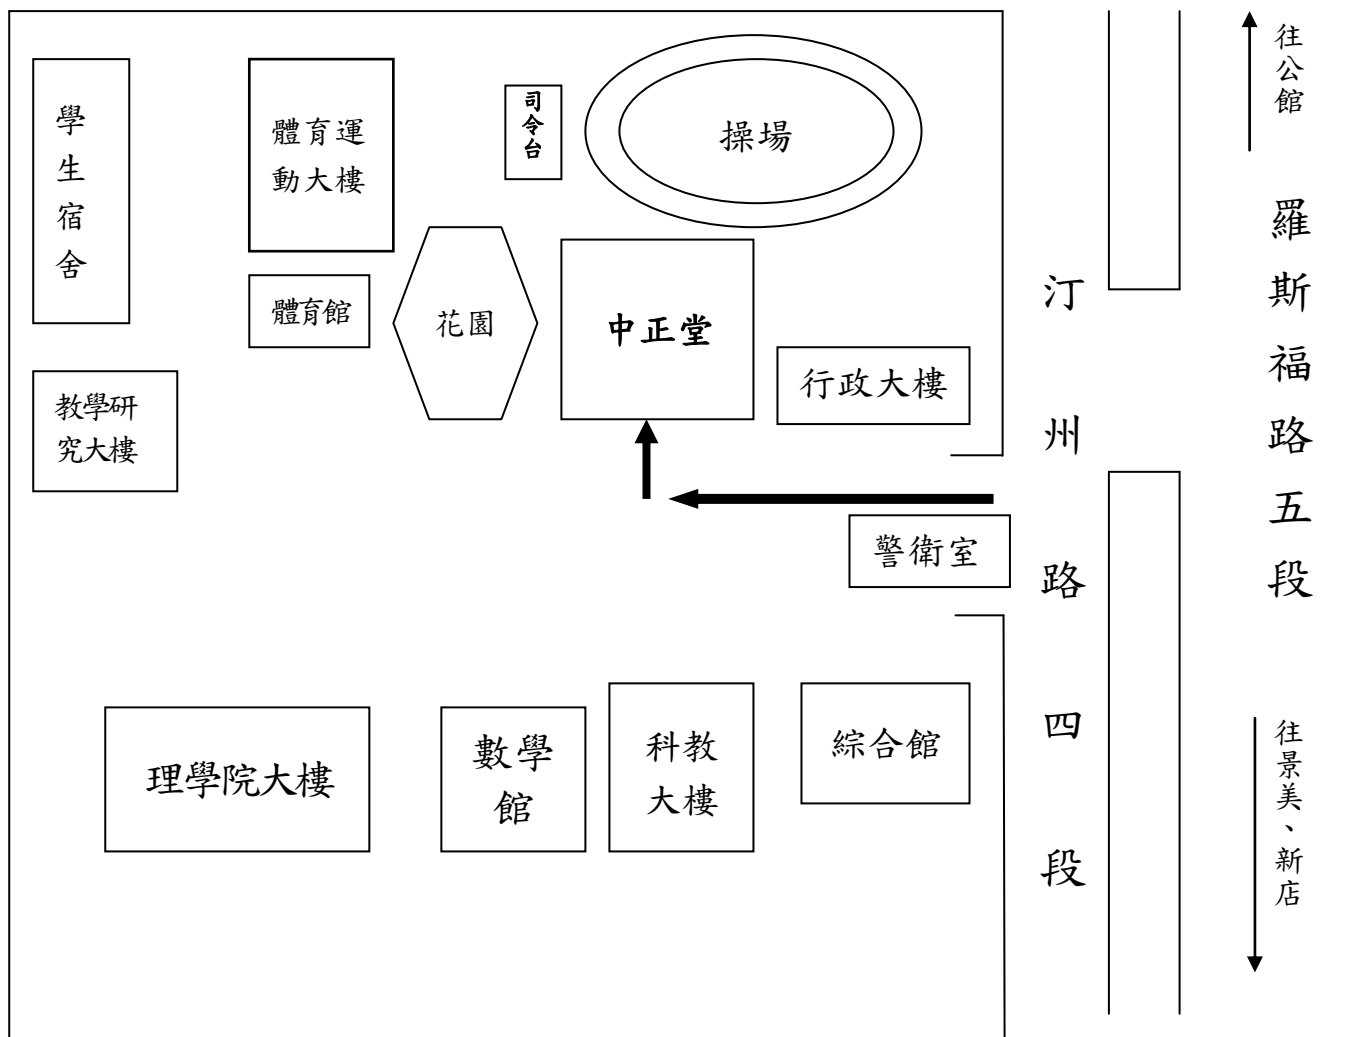 學生宿舍
體育運
動大樓
司令台
操場
往公館
體育館
花園
中正堂
行政大樓
教學研
究大樓
警衛室
汀州路四段
羅斯福路五段
理學院大樓
數學
館
科教
大樓
綜合館
往景美、新店